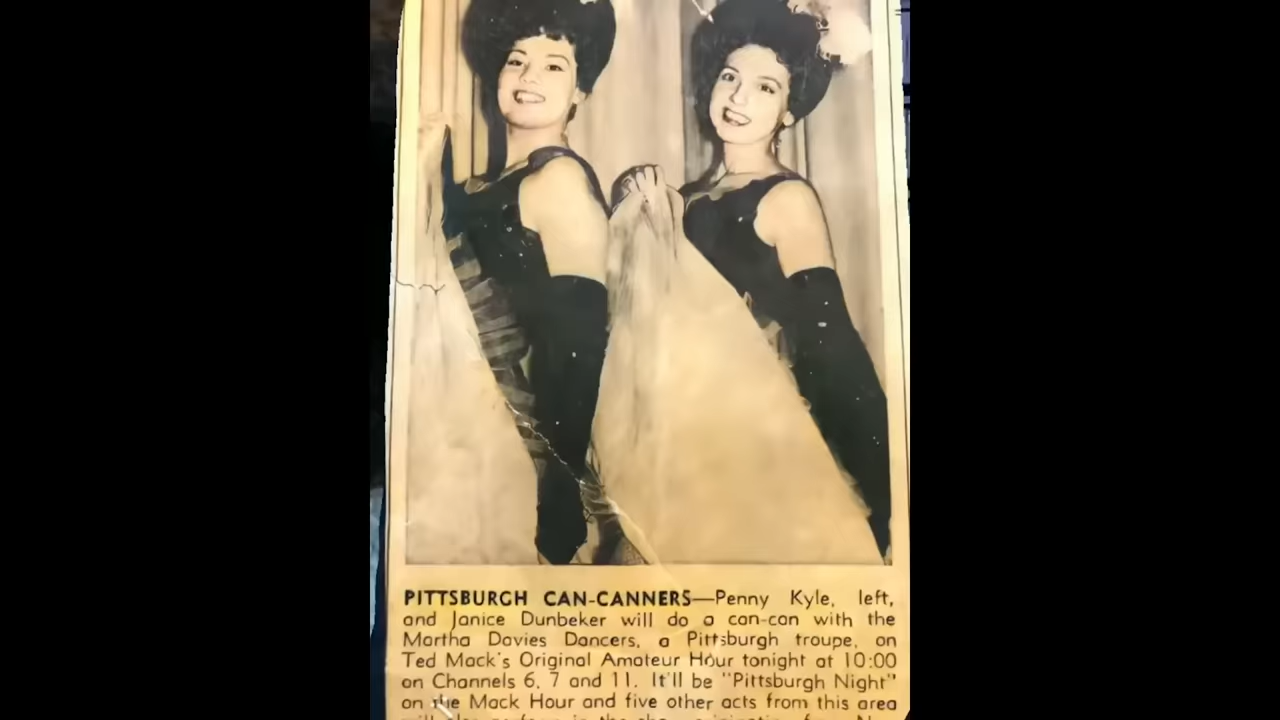 PITTSBURGH CAN-CANNERS—Penny Kyle, left,
and Janice Dunbeker will do a can-can with the
Martha Davies Dancers, a Pittsburgh troupe, on
Ted Mack's Original Amateur Hour tonight at 10:00
on Channels 6, 7 and 11. It'll be "Pittsburgh Night"
on the Mack Hour and five other acts from this area